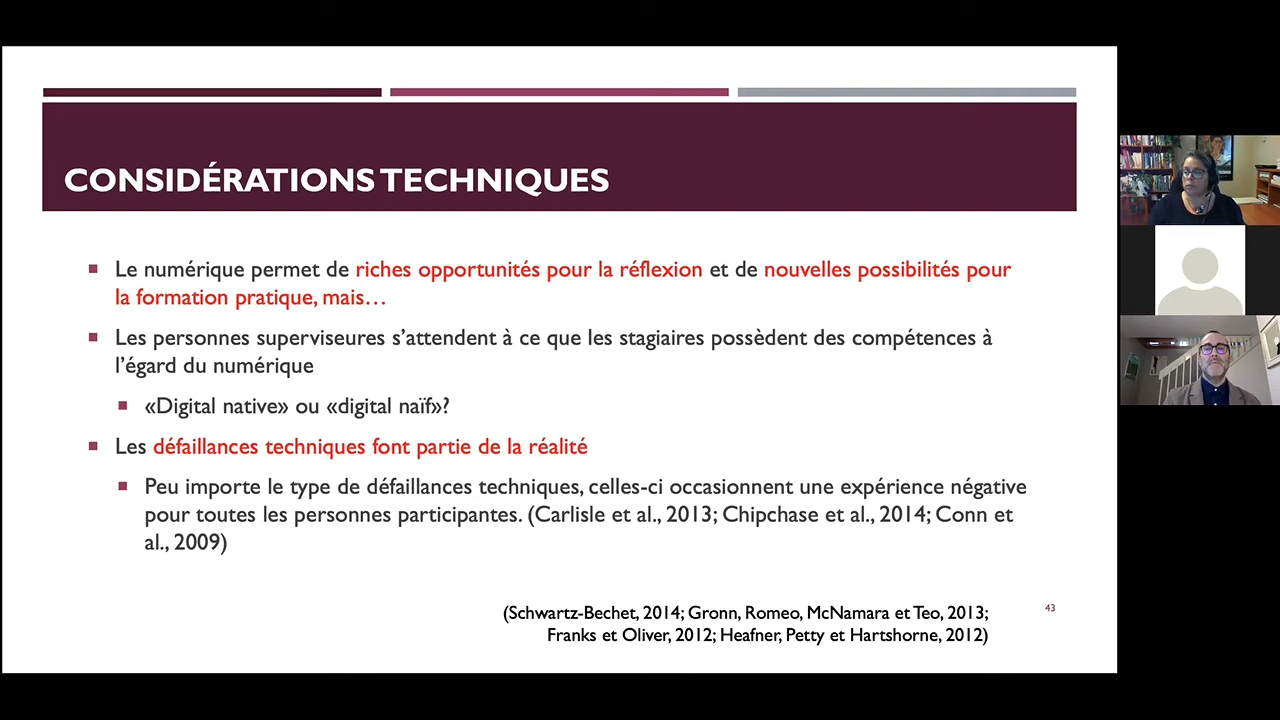 CONSIDÉRATIONS TECHNIQUES
Le numérique permet de riches opportunités pour la réflexion et de nouvelles possibilités pour
la formation pratique, mais…
Les personnes superviseures s’attendent à ce que les stagiaires possèdent des compétences à
l’égard du numérique
«Digital native» ou «digital naïf»?
Les défaillances techniques font partie de la réalité
Peu importe le type de défaillances techniques, celles-ci occasionnent une expérience négative
pour toutes les personnes participantes. (Carlisle et al., 2013; Chipchase et al., 2014; Conn et
al., 2009)
(Schwartz-Bechet, 2014; Gronn, Romeo, McNamara et Teo, 2013;
Franks et Oliver, 2012; Heafner, Petty et Hartshorne, 2012)
43